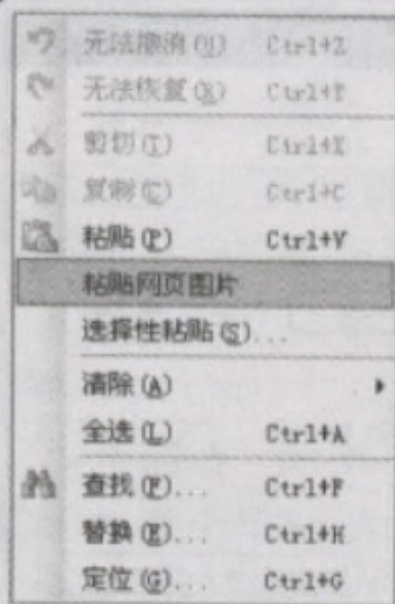 无法撤消(U) Ctrl+Z
无法恢复(R) Ctrl+Y
剪切(T) Ctrl+X
复制(C) Ctrl+C
粘贴(P) Ctrl+V
粘贴网页图片
选择性粘贴(S)...
清除(A)
全选(L) Ctrl+A
查找(F)... Ctrl+F
替换(E)... Ctrl+H
定位(G)... Ctrl+G